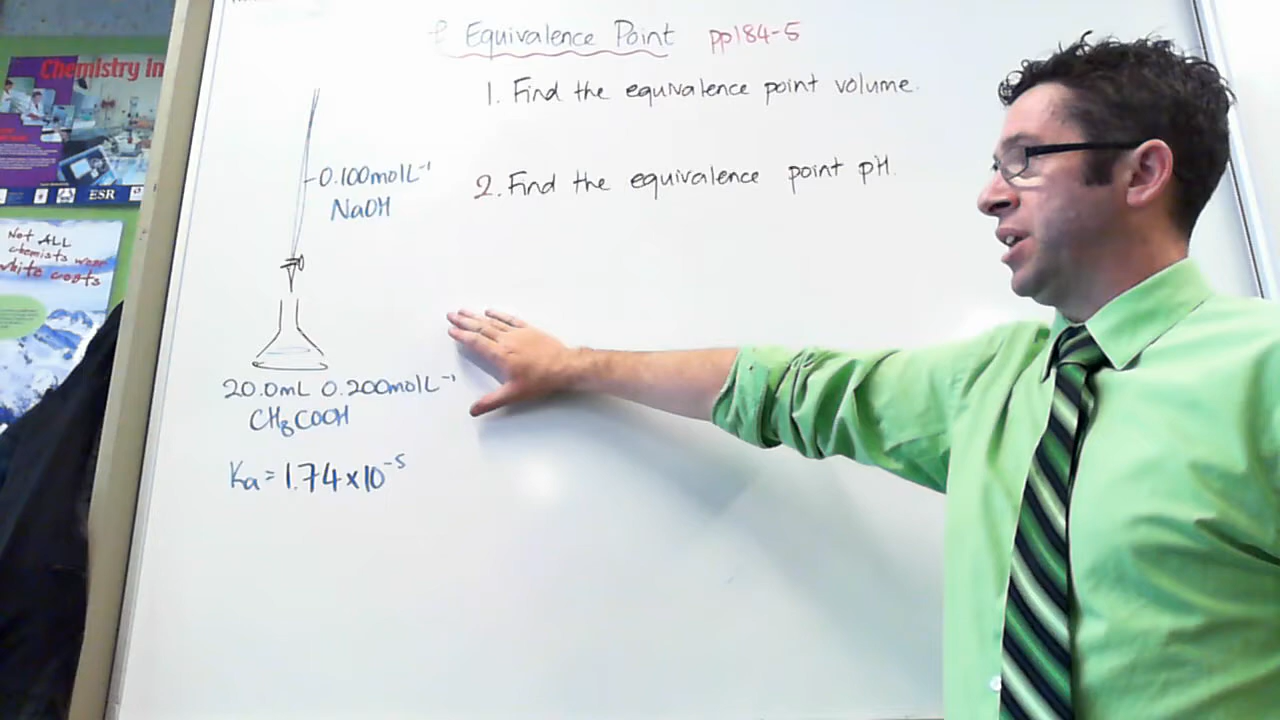 Equivalence Point pp184-5
1. Find the equivalence point volume.
2. Find the equivalence point pH.
0.100molL⁻¹
NaOH
20.0mL 0.200molL⁻¹
CH3COOH
Ka = 1.74x10⁻⁵
Chemistry in
ESR
Not ALL
chemists wear
white coats